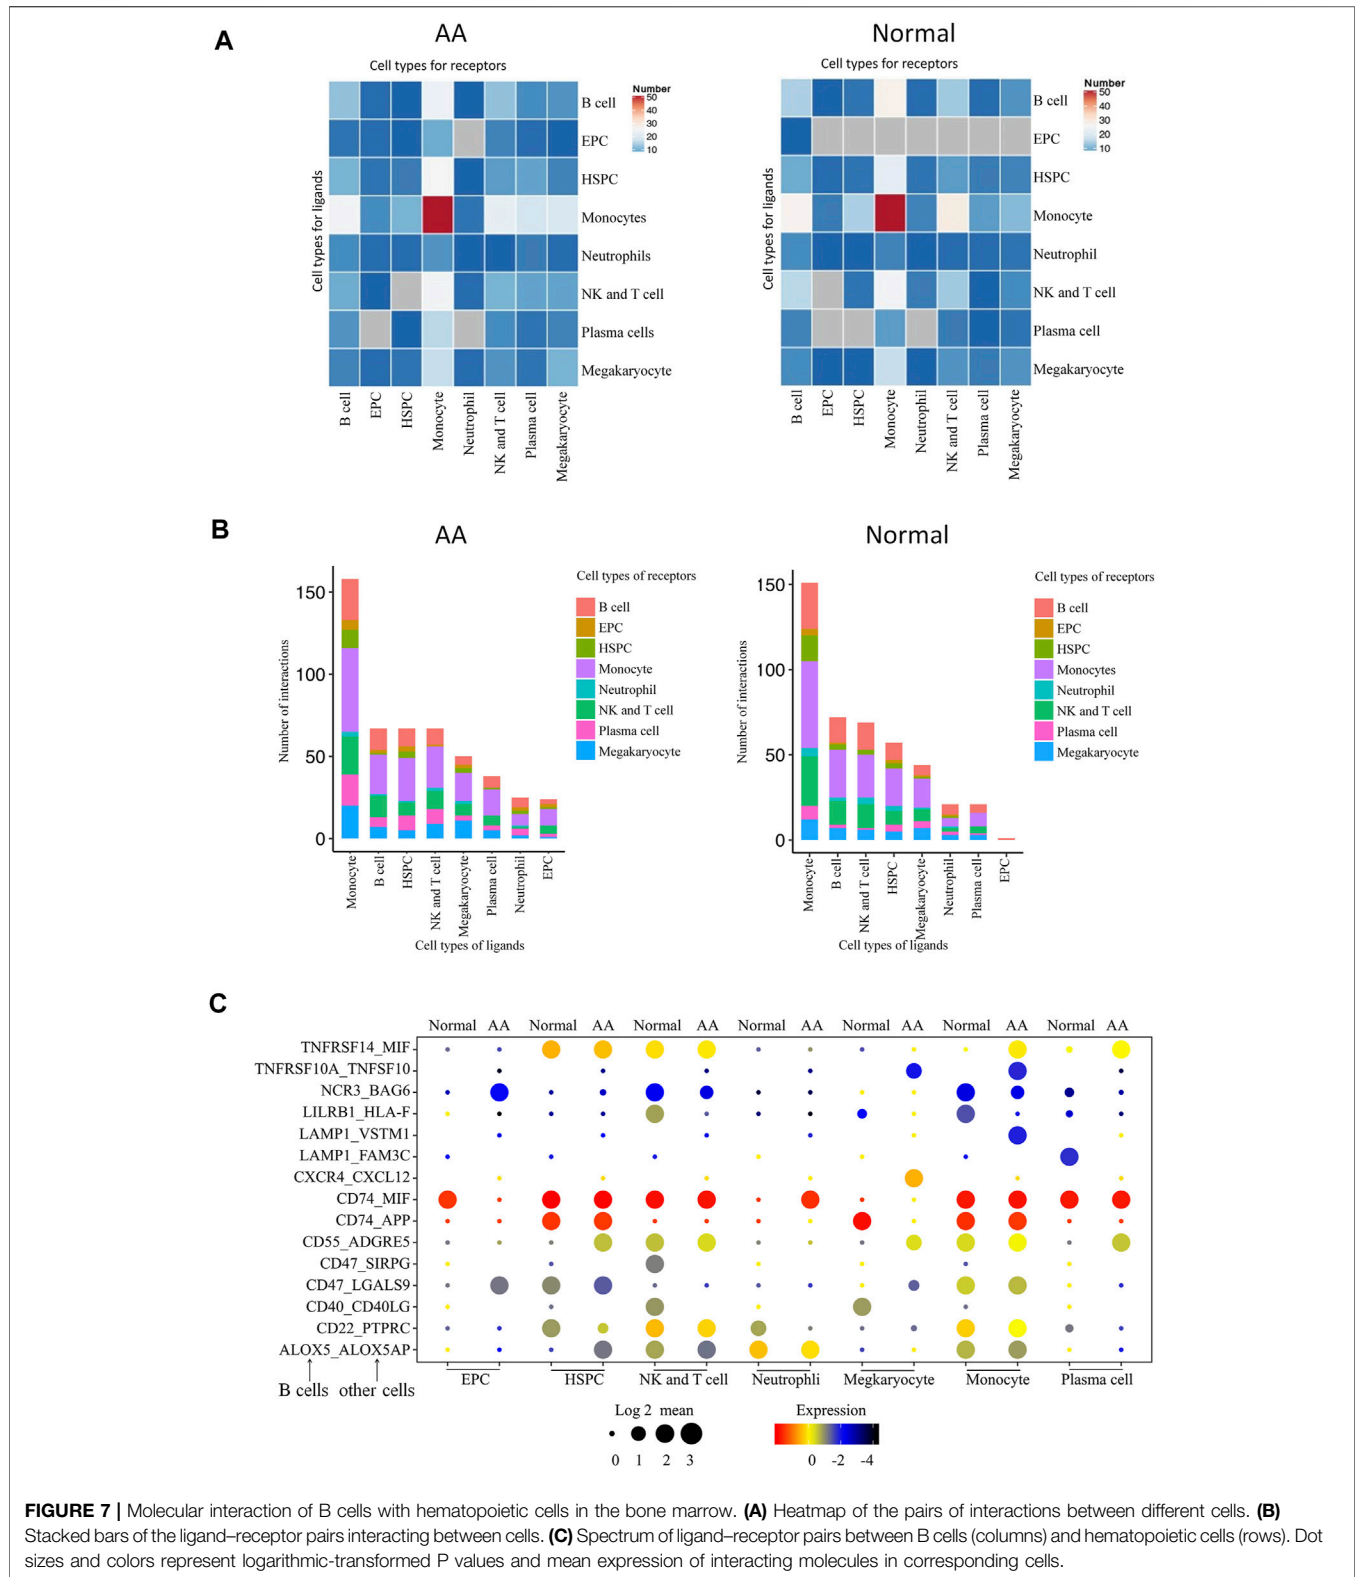 A
AA
Normal
Cell types for receptors
Cell types for receptors
Cell types for ligands
Number
50
40
30
20
10
B cell
EPC
HSPC
Monocytes
Neutrophils
NK and T cell
Plasma cells
Megakaryocyte
B cell
EPC
HSPC
Monocyte
Neutrophil
NK and T cell
Plasma cell
Megakaryocyte
Cell types for ligands
Number
50
40
30
20
10
B cell
EPC
HSPC
Monocyte
Neutrophil
NK and T cell
Plasma cell
Megakaryocyte
B cell
EPC
HSPC
Monocyte
Neutrophil
NK and T cell
Plasma cell
Megakaryocyte
B
AA
Normal
Number of interactions
150
100
50
0
Monocyte
B cell
HSPC
NK and T cell
Megakaryocyte
Plasma cell
Neutrophil
EPC
Cell types of ligands
Cell types of receptors
B cell
EPC
HSPC
Monocyte
Neutrophil
NK and T cell
Plasma cell
Megakaryocyte
Number of interactions
150
100
50
0
Monocyte
B cell
NK and T cell
HSPC
Megakaryocyte
Neutrophil
Plasma cell
EPC
Cell types of ligands
Cell types of receptors
B cell
EPC
HSPC
Monocytes
Neutrophil
NK and T cell
Plasma cell
Megakaryocyte
C
Normal AA Normal AA Normal AA Normal AA Normal AA Normal AA Normal AA
TNFRSF14_MIF
TNFRSF10A_TNFSF10
NCR3_BAG6
LILRB1_HLA-F
LAMP1_VSTM1
LAMP1_FAM3C
CXCR4_CXCL12
CD74_MIF
CD74_APP
CD55_ADGRE5
CD47_SIRPG
CD47_LGALS9
CD40_CD40LG
CD22_PTPRC
ALOX5_ALOX5AP
B cells other cells
EPC HSPC NK and T cell Neutrophli Megkaryocyte Monocyte Plasma cell
Log 2 mean
0 1 2 3
Expression
0 -2 -4
FIGURE 7 | Molecular interaction of B cells with hematopoietic cells in the bone marrow. (A) Heatmap of the pairs of interactions between different cells. (B)
Stacked bars of the ligand–receptor pairs interacting between cells. (C) Spectrum of ligand–receptor pairs between B cells (columns) and hematopoietic cells (rows). Dot
sizes and colors represent logarithmic-transformed P values and mean expression of interacting molecules in corresponding cells.